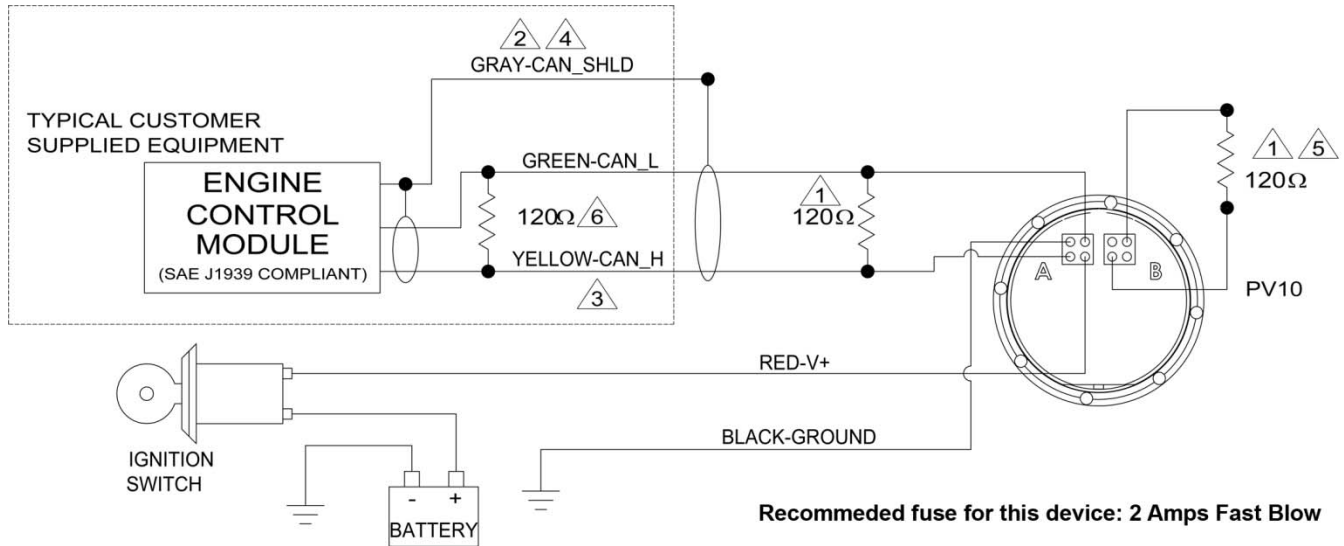 2 4
GRAY-CAN_SHLD
TYPICAL CUSTOMER
SUPPLIED EQUIPMENT
ENGINE
CONTROL
MODULE
(SAE J1939 COMPLIANT)
GREEN-CAN_L
120Ω 6
YELLOW-CAN_H
3
1
120Ω
1 5
120Ω
A
B
PV10
RED-V+
BLACK-GROUND
IGNITION
SWITCH
- +
BATTERY
Recommeded fuse for this device: 2 Amps Fast Blow